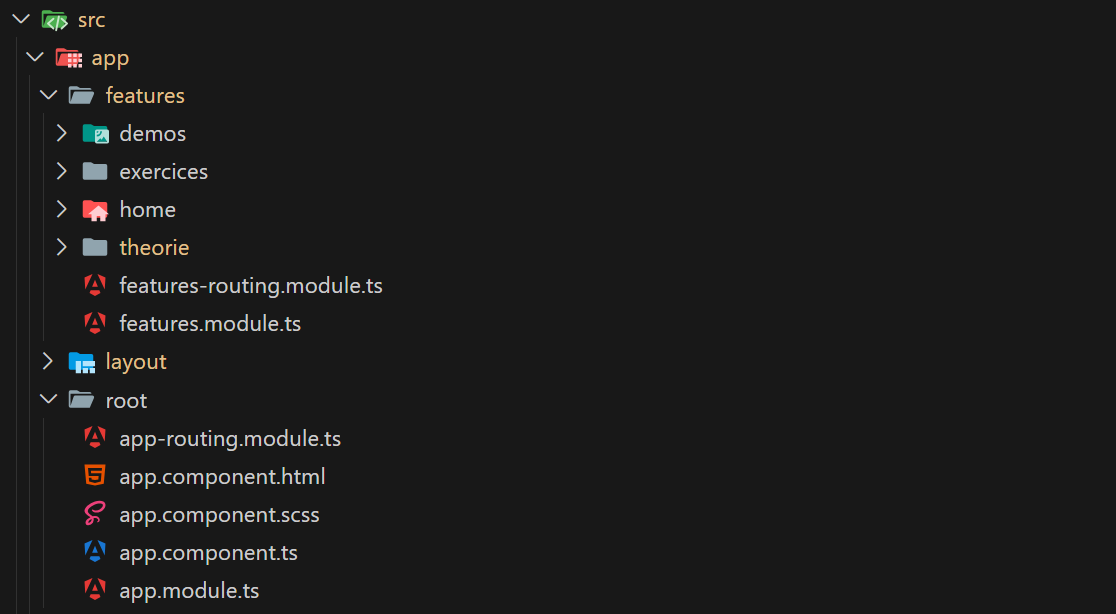 src
app
features
demos
exercices
home
theorie
features-routing.module.ts
features.module.ts
layout
root
app-routing.module.ts
app.component.html
app.component.scss
app.component.ts
app.module.ts